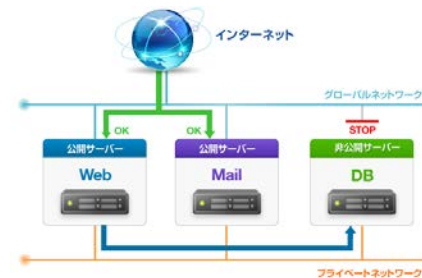 インターネット
グローバルネットワーク
OK
OK
STOP
公開サーバー
Web
公開サーバー
Mail
非公開サーバー
DB
プライベートネットワーク